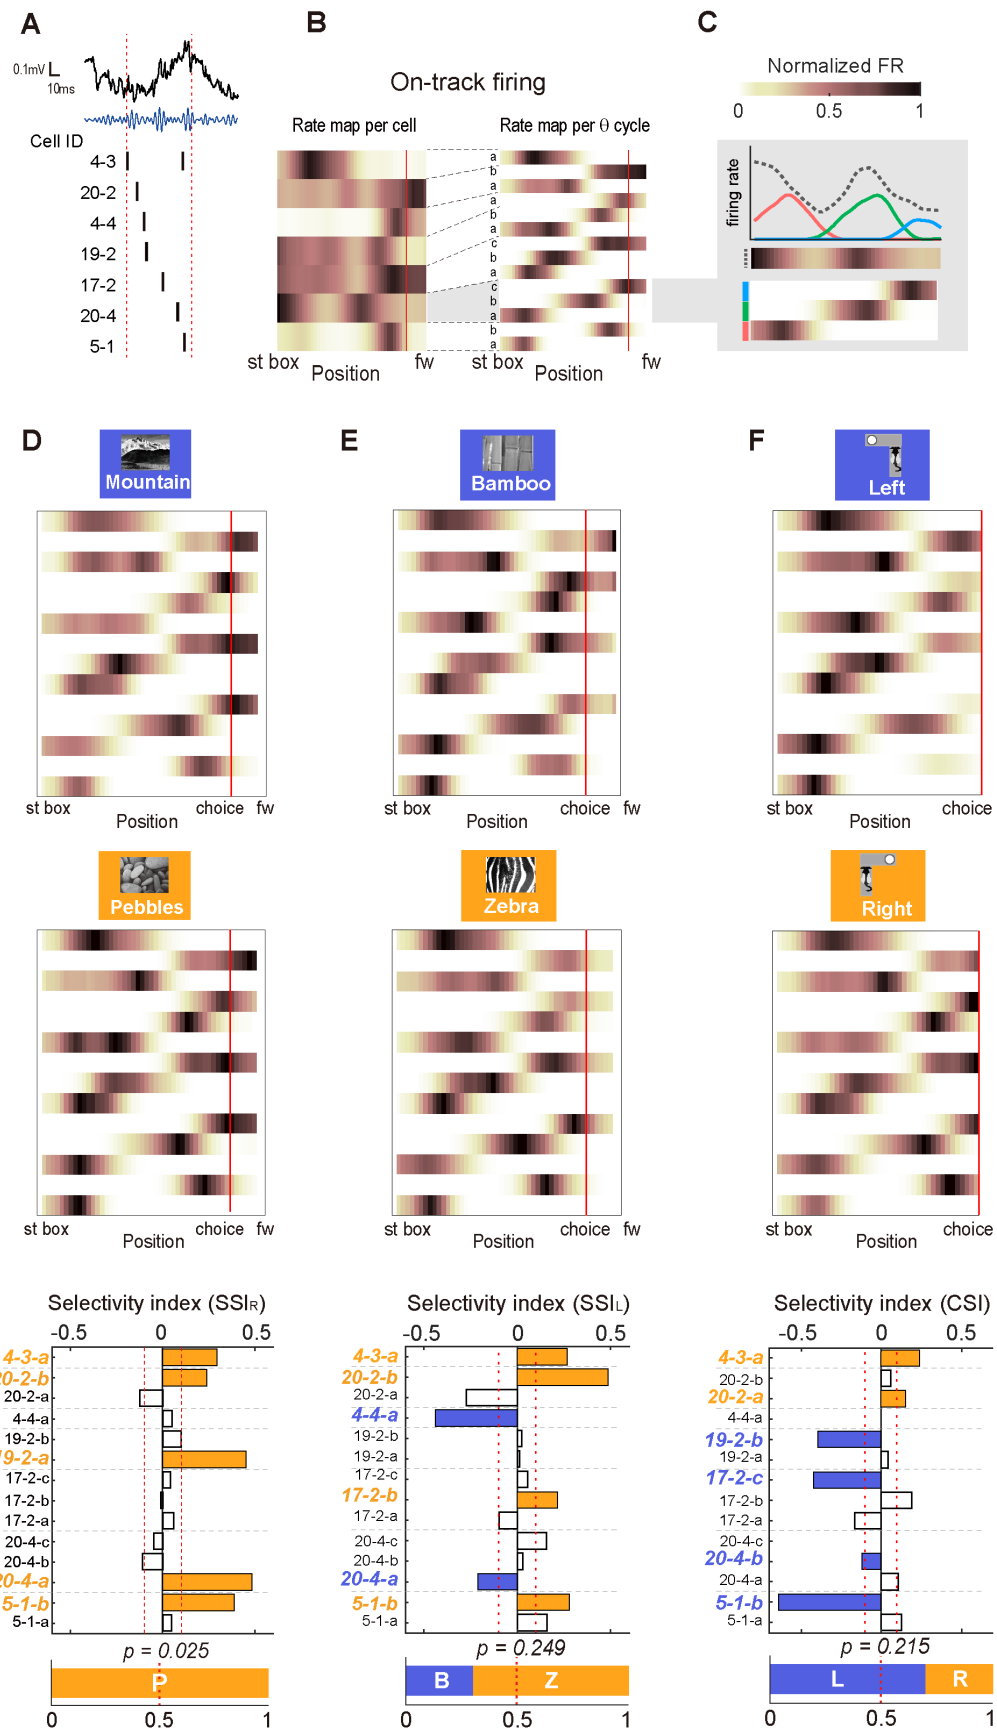 A
B
C
0.1mV
10ms
Cell ID
4-3
20-2
4-4
19-2
17-2
20-4
5-1
On-track firing
Rate map per cell
Rate map per Θ cycle
a
b
a
a
b
a
c
b
a
c
b
a
b
a
st box
fw
Position
st box
fw
Position
Normalized FR
0
0.5
1
firing rate
D
Mountain
E
Bamboo
F
Left
st box
choice
fw
Position
st box
choice
fw
Position
st box
choice
Position
Pebbles
Zebra
Right
st box
choice
fw
Position
st box
choice
fw
Position
st box
choice
Position
Selectivity index (SSIR)
-0.5
0
0.5
4-3-a
20-2-b
20-2-a
4-4-a
19-2-b
19-2-a
17-2-c
17-2-b
17-2-a
20-4-c
20-4-b
20-4-a
5-1-b
5-1-a
p = 0.025
P
0
0.5
1
Selectivity index (SSIL)
-0.5
0
0.5
4-3-a
20-2-b
20-2-a
4-4-a
19-2-b
19-2-a
17-2-c
17-2-b
17-2-a
20-4-c
20-4-b
20-4-a
5-1-b
5-1-a
p = 0.249
B
Z
0
0.5
1
Selectivity index (CSI)
-0.5
0
0.5
4-3-a
20-2-b
20-2-a
4-4-a
19-2-b
19-2-a
17-2-c
17-2-b
17-2-a
20-4-c
20-4-b
20-4-a
5-1-b
5-1-a
p = 0.215
L
R
0
0.5
1